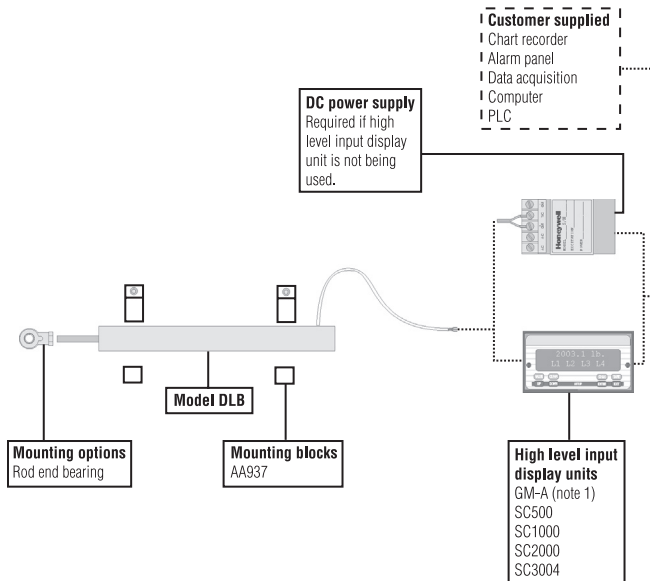 Customer supplied
Chart recorder
Alarm panel
Data acquisition
Computer
PLC
DC power supply
Required if high
level input display
unit is not being
used.
Honeywell
2003.1 lb.
L1 L2 L3 L4
Model DLB
Mounting options
Rod end bearing
Mounting blocks
AA937
High level input
display units
GM-A (note 1)
SC500
SC1000
SC2000
SC3004